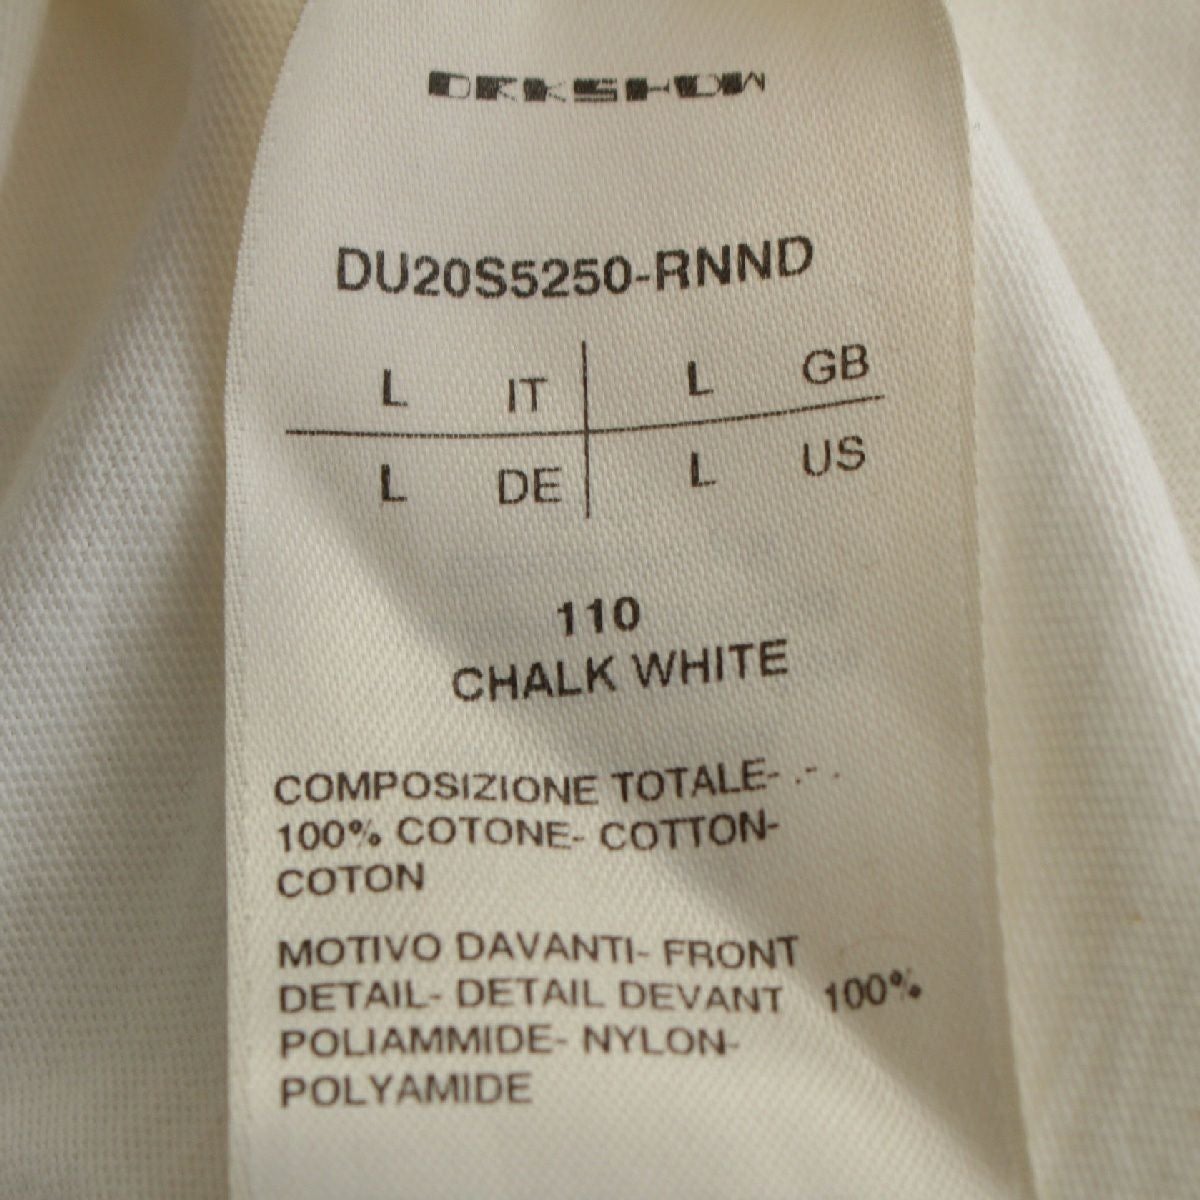 DRKSHDW
DU20S5250-RNND
L IT L GB
L DE L US
110
CHALK WHITE
COMPOSIZIONE TOTALE- .- .
100% COTONE- COTTON-
COTON
MOTIVO DAVANTI- FRONT
DETAIL- DETAIL DEVANT 100%
POLIAMMIDE- NYLON-
POLYAMIDE